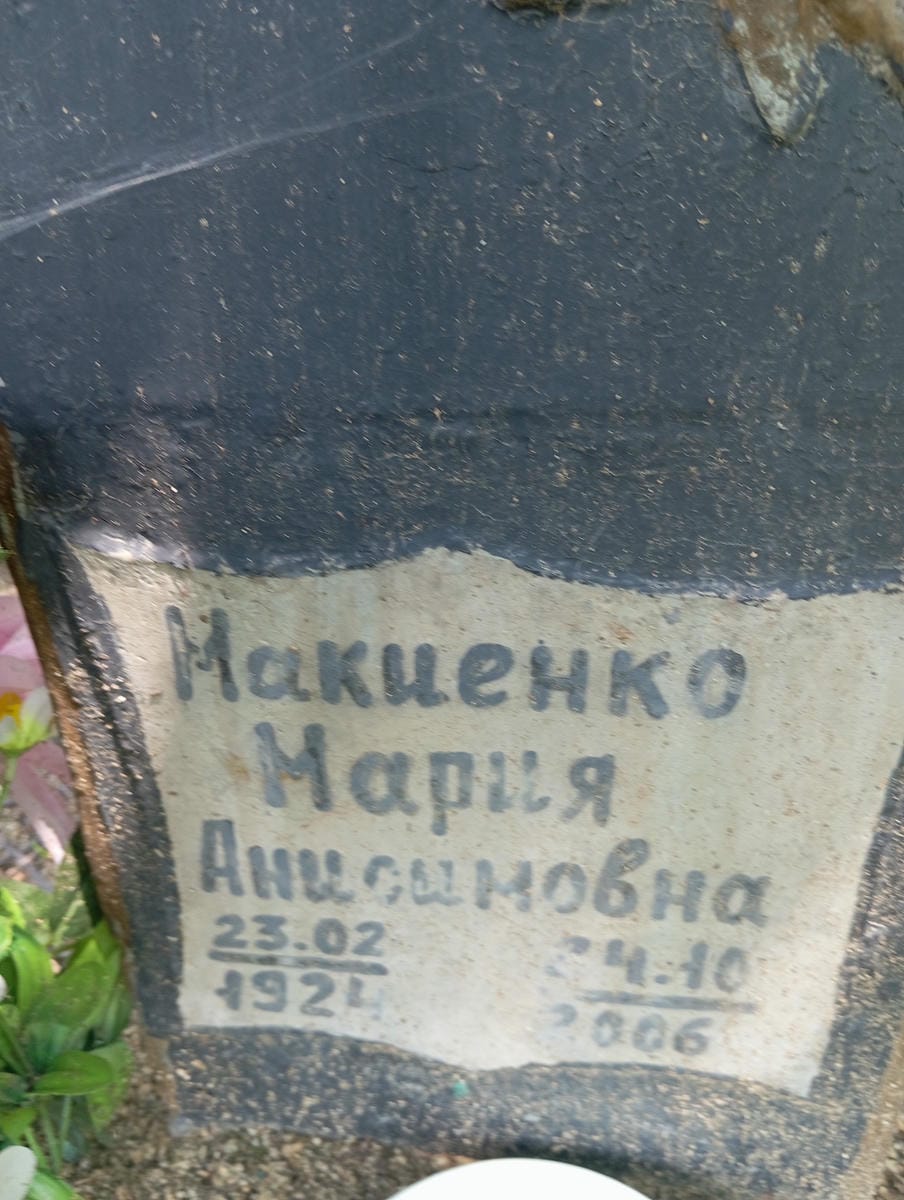 Макиенко
Мария
Анисимовна
23.02 24.10
1924 2006